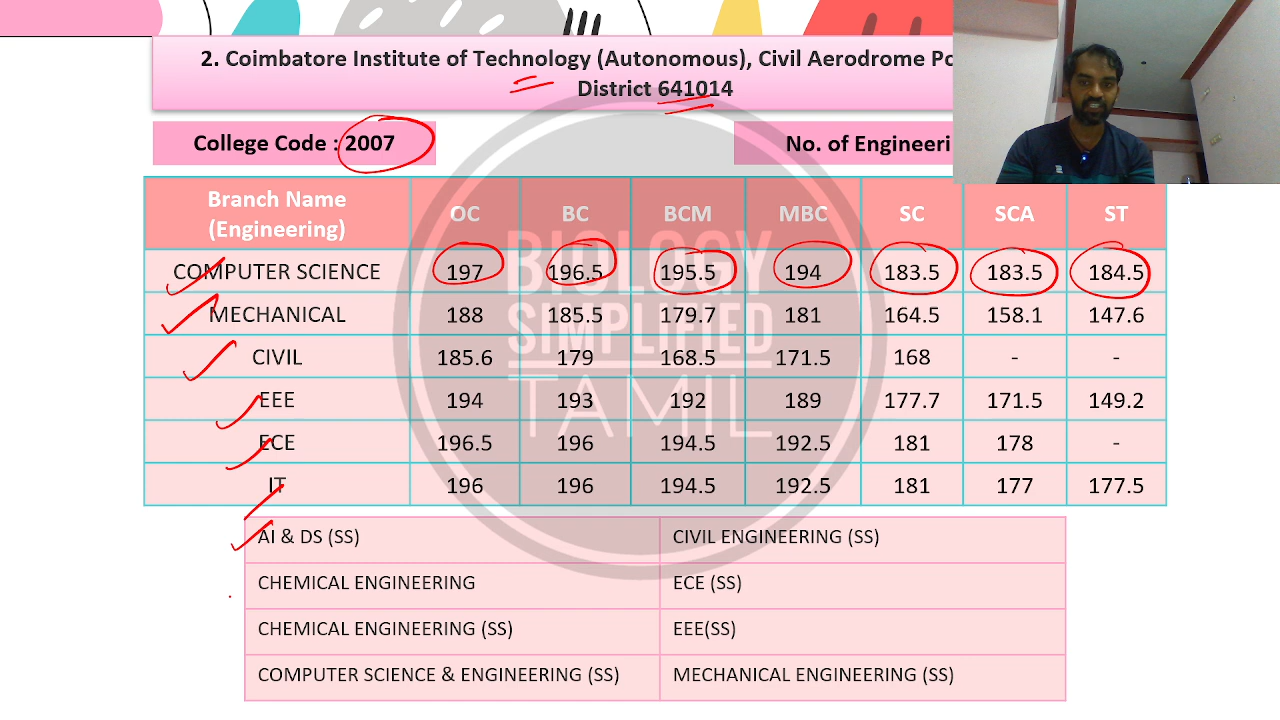 2. Coimbatore Institute of Technology (Autonomous), Civil Aerodrome
District 641014
College Code : 2007
No. of
Branch Name (Engineering) OC BC BCM MBC SC SCA ST
COMPUTER SCIENCE 197 196.5 195.5 194 183.5 183.5 184.5
MECHANICAL 188 185.5 179.7 181 164.5 158.1 147.6
CIVIL 185.6 179 168.5 171.5 168 - -
EEE 194 193 192 189 177.7 171.5 149.2
ECE 196.5 196 194.5 192.5 181 178 -
IT 196 196 194.5 192.5 181 177 177.5
BIOLOGY
SIMPLIFIED
TAMIL
AI & DS (SS) CIVIL ENGINEERING (SS)
CHEMICAL ENGINEERING ECE (SS)
CHEMICAL ENGINEERING (SS) EEE(SS)
COMPUTER SCIENCE & ENGINEERING (SS) MECHANICAL ENGINEERING (SS)